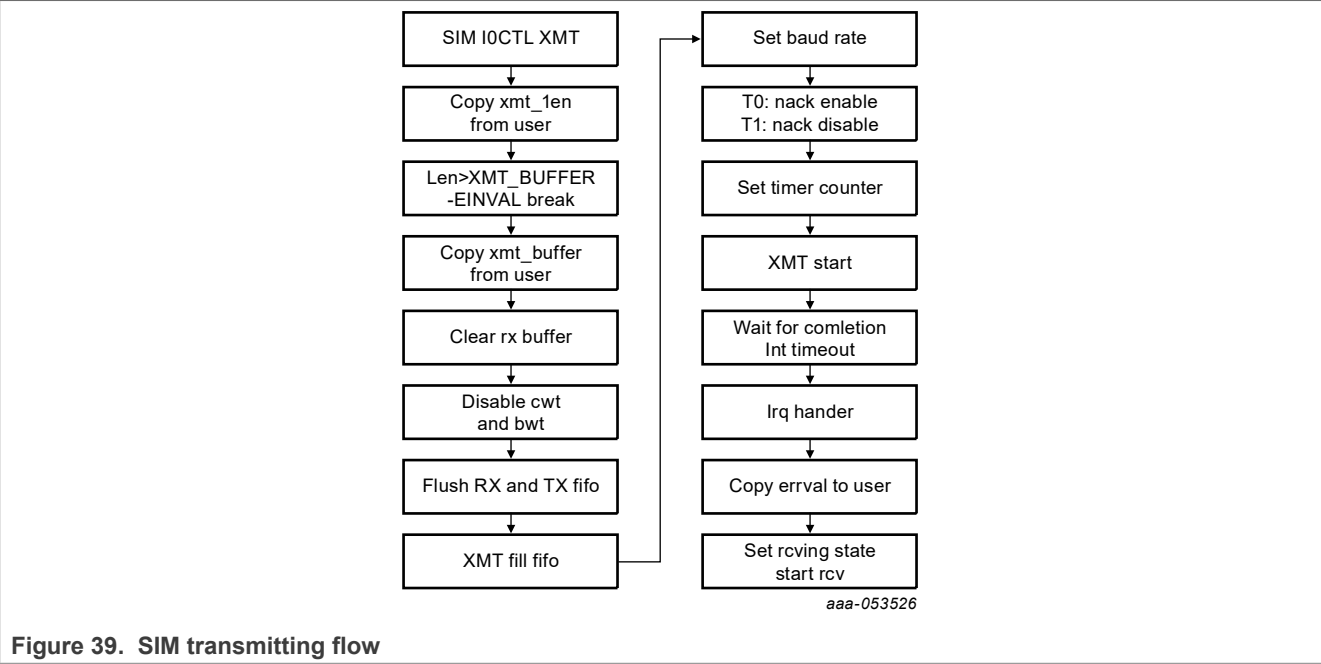 SIM I0CTL XMT
Copy xmt_1en
from user
Len>XMT_BUFFER
-EINVAL break
Copy xmt_buffer
from user
Clear rx buffer
Disable cwt
and bwt
Flush RX and TX fifo
XMT fill fifo
Set baud rate
T0: nack enable
T1: nack disable
Set timer counter
XMT start
Wait for comletion
Int timeout
Irq hander
Copy errval to user
Set rcving state
start rcv
aaa-053526
Figure 39. SIM transmitting flow